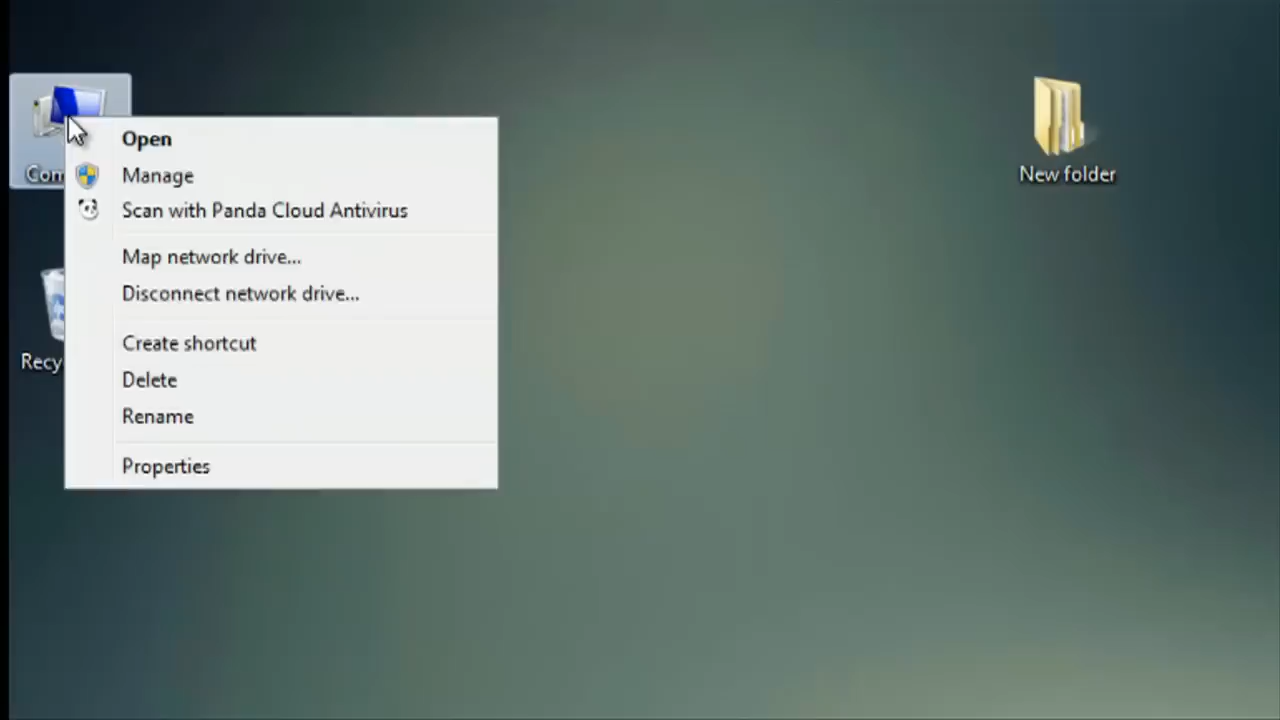 Open
Manage
Scan with Panda Cloud Antivirus
Map network drive...
Disconnect network drive...
Create shortcut
Delete
Rename
Properties
Com
Recy
New folder